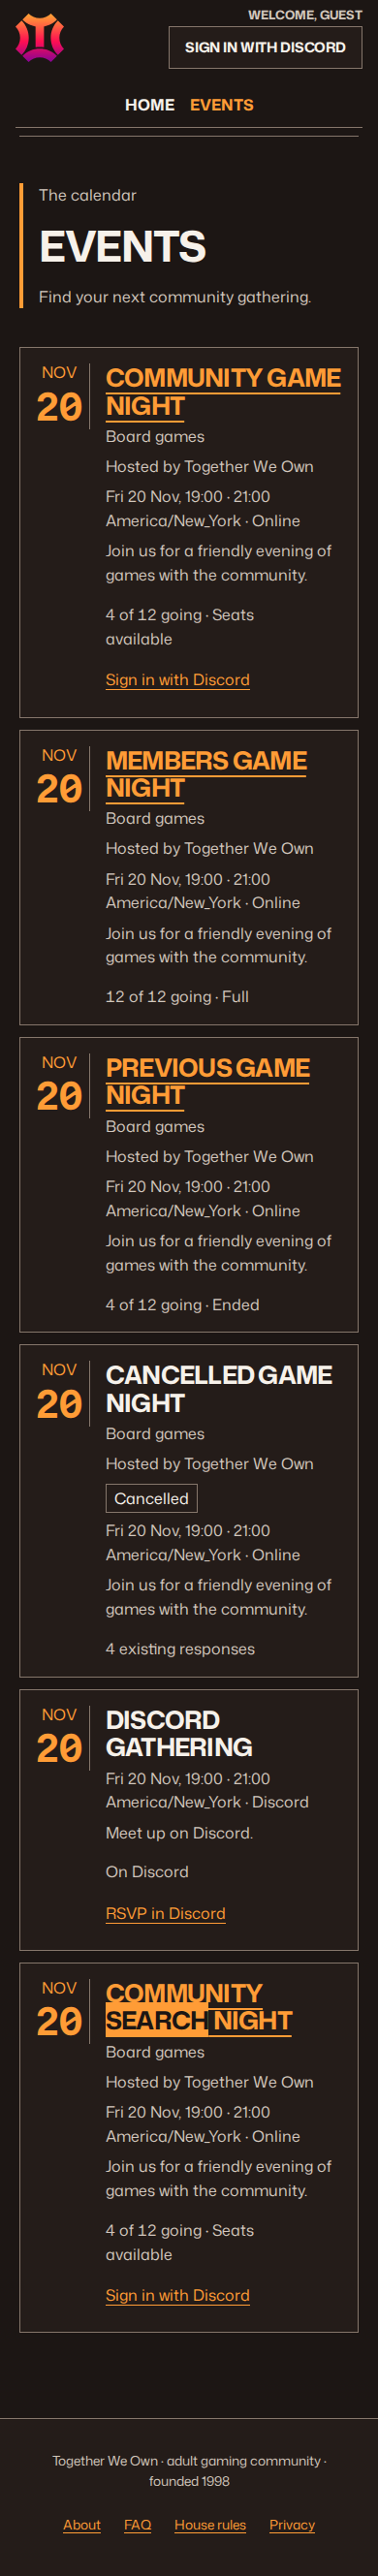 WELCOME, GUEST
SIGN IN WITH DISCORD
HOME EVENTS
The calendar
EVENTS
Find your next community gathering.
NOV
20
COMMUNITY GAME
NIGHT
Board games
Hosted by Together We Own
Fri 20 Nov, 19:00 · 21:00
America/New_York · Online
Join us for a friendly evening of
games with the community.
4 of 12 going · Seats
available
Sign in with Discord
NOV
20
MEMBERS GAME
NIGHT
Board games
Hosted by Together We Own
Fri 20 Nov, 19:00 · 21:00
America/New_York · Online
Join us for a friendly evening of
games with the community.
12 of 12 going · Full
NOV
20
PREVIOUS GAME
NIGHT
Board games
Hosted by Together We Own
Fri 20 Nov, 19:00 · 21:00
America/New_York · Online
Join us for a friendly evening of
games with the community.
4 of 12 going · Ended
NOV
20
CANCELLED GAME
NIGHT
Board games
Hosted by Together We Own
Cancelled
Fri 20 Nov, 19:00 · 21:00
America/New_York · Online
Join us for a friendly evening of
games with the community.
4 existing responses
NOV
20
DISCORD
GATHERING
Fri 20 Nov, 19:00 · 21:00
America/New_York · Discord
Meet up on Discord.
On Discord
RSVP in Discord
NOV
20
COMMUNITY
SEARCH NIGHT
Board games
Hosted by Together We Own
Fri 20 Nov, 19:00 · 21:00
America/New_York · Online
Join us for a friendly evening of
games with the community.
4 of 12 going · Seats
available
Sign in with Discord
Together We Own · adult gaming community ·
founded 1998
About FAQ House rules Privacy